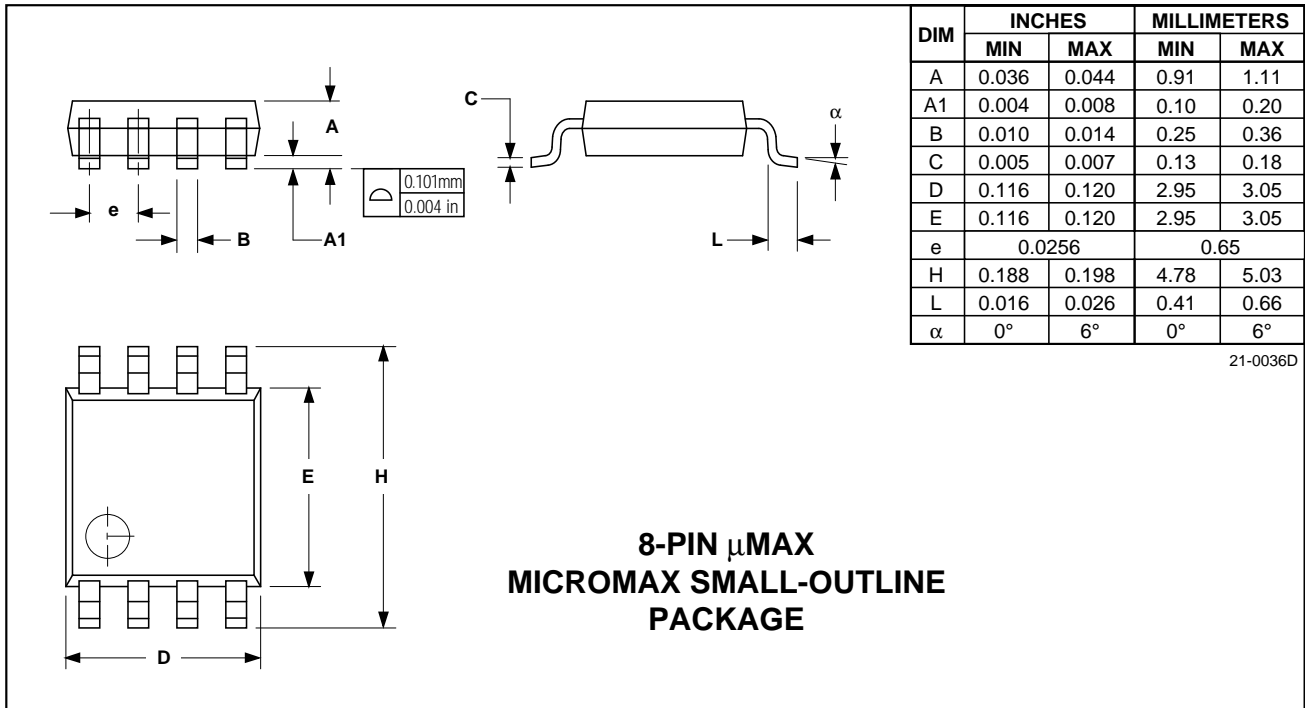 DIM INCHES MILLIMETERS
MIN MAX MIN MAX
A 0.036 0.044 0.91 1.11
A1 0.004 0.008 0.10 0.20
B 0.010 0.014 0.25 0.36
C 0.005 0.007 0.13 0.18
D 0.116 0.120 2.95 3.05
E 0.116 0.120 2.95 3.05
e 0.0256 0.65
H 0.188 0.198 4.78 5.03
L 0.016 0.026 0.41 0.66
α 0° 6° 0° 6°
21-0036D
A
C
α
0.101mm
0.004 in
e
B
A1
L
E
H
D
8-PIN µMAX
MICROMAX SMALL-OUTLINE
PACKAGE